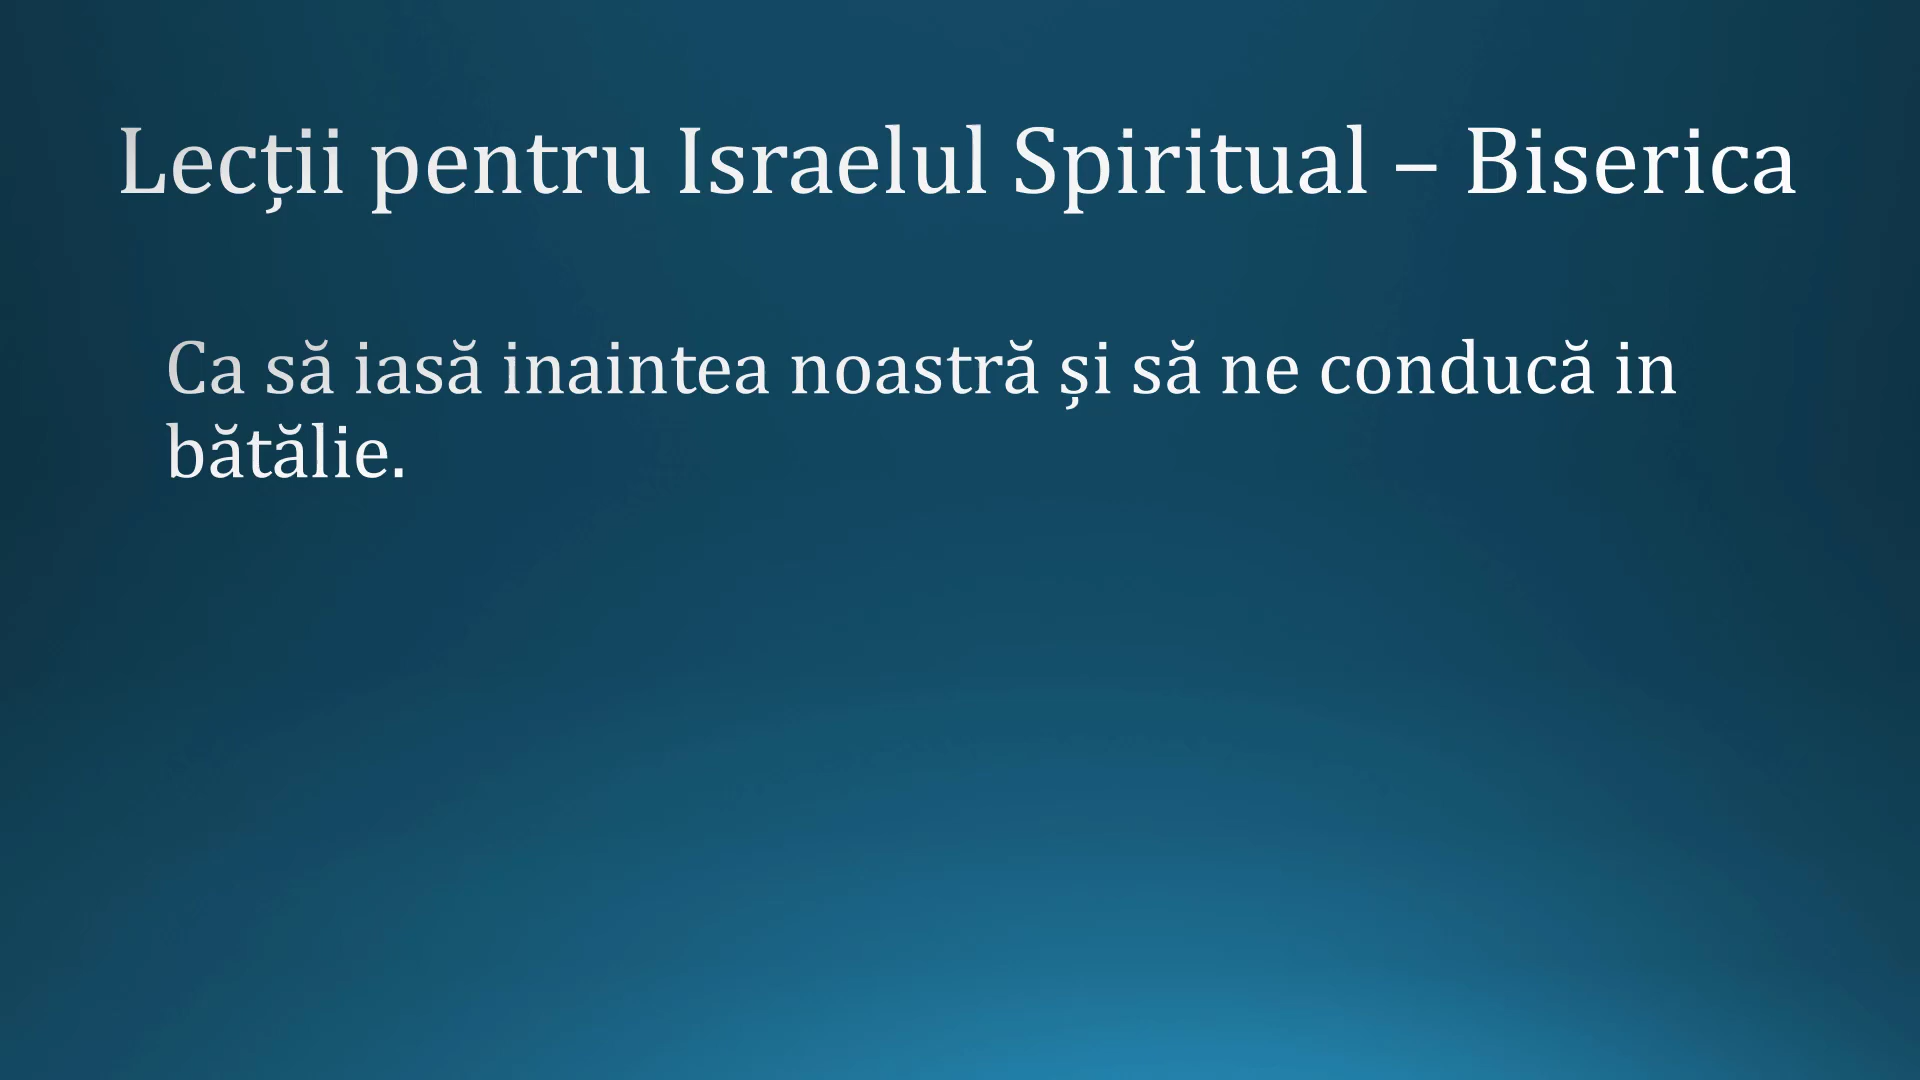 Lecții pentru Israelul Spiritual – Biserica
Ca să iasă inaintea noastră și să ne conducă in
bătălie.